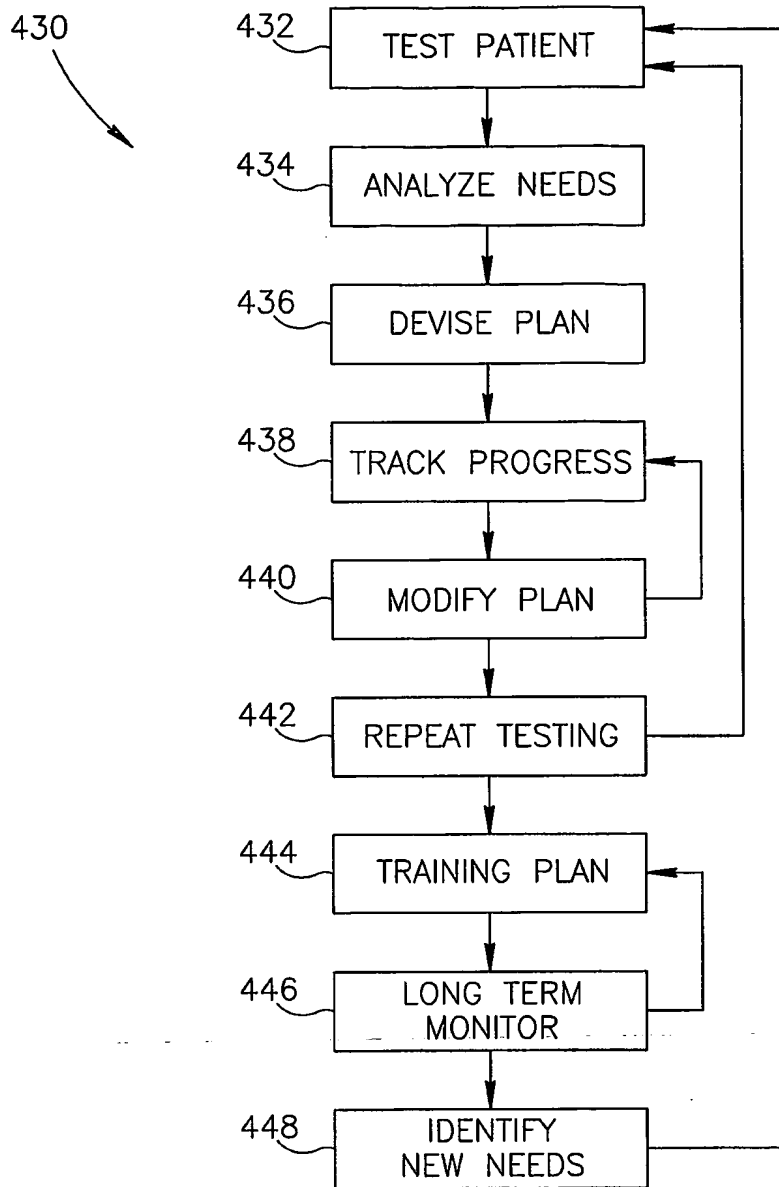 430
432
TEST PATIENT
434
ANALYZE NEEDS
436
DEVISE PLAN
438
TRACK PROGRESS
440
MODIFY PLAN
442
REPEAT TESTING
444
TRAINING PLAN
446
LONG TERM
MONITOR
448
IDENTIFY
NEW NEEDS